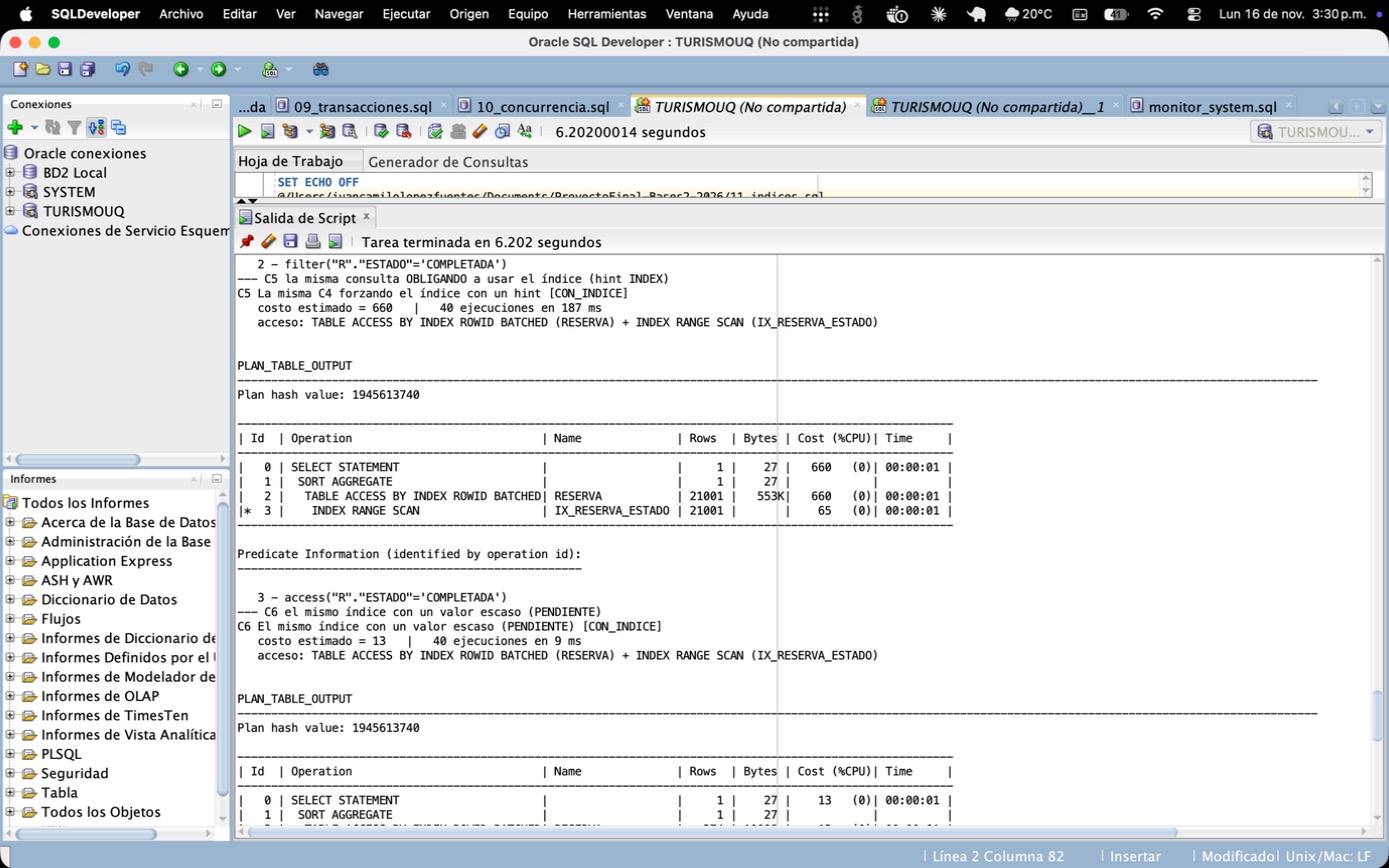 SQLDeveloper Archivo Editar Ver Navegar Ejecutar Origen Equipo Herramientas Ventana Ayuda 20°C 41 Lun 16 de nov. 3:30 p.m.
Oracle SQL Developer : TURISMOUQ (No compartida)
Conexiones
...da 09_transacciones.sql 10_concurrencia.sql TURISMOUQ (No compartida) TURISMOUQ (No compartida)__1 monitor_system.sql
6.20200014 segundos TURISMOU...
Oracle conexiones
BD2 Local
SYSTEM
TURISMOUQ
Conexiones de Servicio Esquem
Hoja de Trabajo Generador de Consultas
SET ECHO OFF
@/Users/juancamilolopezfuentes/Documents/ProyectoFinal-Bases2-2026/11_indices.sql
Salida de Script
Tarea terminada en 6.202 segundos
2 - filter("R"."ESTADO"='COMPLETADA')
--- C5 la misma consulta OBLIGANDO a usar el índice (hint INDEX)
C5 La misma C4 forzando el índice con un hint [CON_INDICE]
costo estimado = 660 | 40 ejecuciones en 187 ms
acceso: TABLE ACCESS BY INDEX ROWID BATCHED (RESERVA) + INDEX RANGE SCAN (IX_RESERVA_ESTADO)
PLAN_TABLE_OUTPUT
Plan hash value: 1945613740
| Id | Operation | Name | Rows | Bytes | Cost (%CPU)| Time |
| 0 | SELECT STATEMENT | | 1 | 27 | 660 (0)| 00:00:01 |
| 1 | SORT AGGREGATE | | 1 | 27 | | |
| 2 | TABLE ACCESS BY INDEX ROWID BATCHED| RESERVA | 21001 | 553K| 660 (0)| 00:00:01 |
|* 3 | INDEX RANGE SCAN | IX_RESERVA_ESTADO | 21001 | | 65 (0)| 00:00:01 |
Predicate Information (identified by operation id):
3 - access("R"."ESTADO"='COMPLETADA')
--- C6 el mismo índice con un valor escaso (PENDIENTE)
C6 El mismo índice con un valor escaso (PENDIENTE) [CON_INDICE]
costo estimado = 13 | 40 ejecuciones en 9 ms
acceso: TABLE ACCESS BY INDEX ROWID BATCHED (RESERVA) + INDEX RANGE SCAN (IX_RESERVA_ESTADO)
PLAN_TABLE_OUTPUT
Plan hash value: 1945613740
| Id | Operation | Name | Rows | Bytes | Cost (%CPU)| Time |
| 0 | SELECT STATEMENT | | 1 | 27 | 13 (0)| 00:00:01 |
| 1 | SORT AGGREGATE | | 1 | 27 | | |
Informes
Todos los Informes
Acerca de la Base de Datos
Administración de la Base
Application Express
ASH y AWR
Diccionario de Datos
Flujos
Informes de Diccionario de
Informes Definidos por el
Informes de Modelador de
Informes de OLAP
Informes de TimesTen
Informes de Vista Analítica
PLSQL
Seguridad
Tabla
Todos los Objetos
Línea 2 Columna 82 Insertar Modificado Unix/Mac: LF